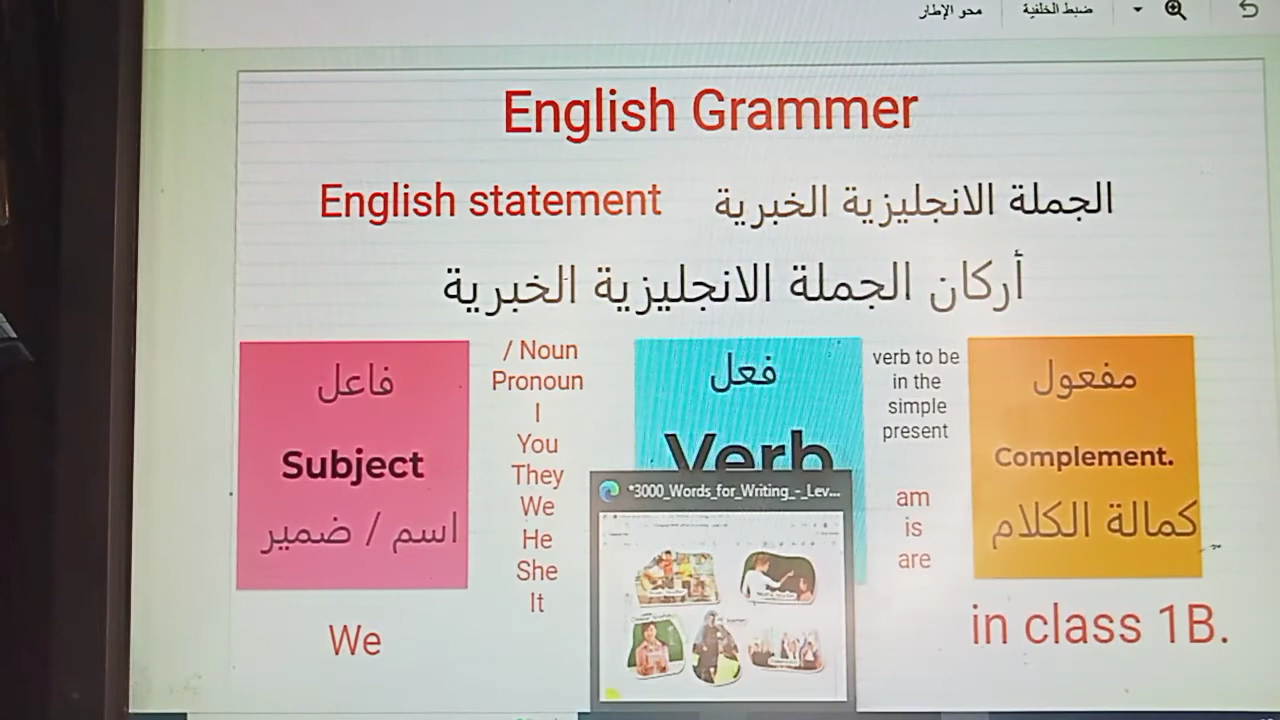 محو الإطار
ضبط الخلفية
English Grammer
English statement الجملة الانجليزية الخبرية
أركان الجملة الانجليزية الخبرية
فاعل
Subject
اسم / ضمير
/ Noun
Pronoun
I
You
They
We
He
She
It
فعل
Verb
verb to be
in the
simple
present
am
is
are
مفعول
Complement.
كمالة الكلام
*3000_Words_for_Writing_-_Lev...
We
in class 1B.